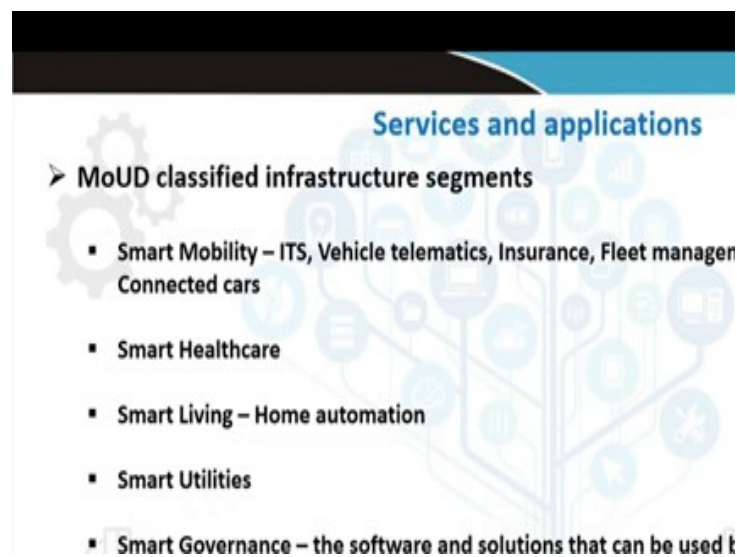 Services and applications
➤ MoUD classified infrastructure segments
▪ Smart Mobility – ITS, Vehicle telematics, Insurance, Fleet managem
Connected cars
▪ Smart Healthcare
▪ Smart Living – Home automation
▪ Smart Utilities
▪ Smart Governance – the software and solutions that can be used b